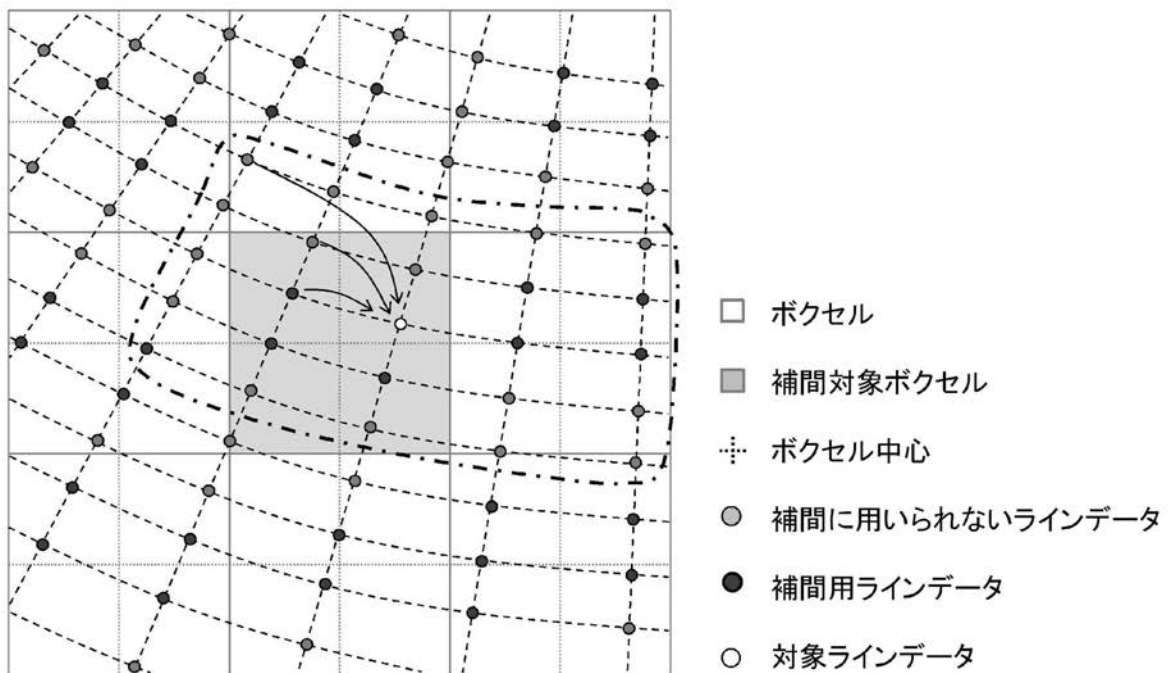 ボクセル
補間対象ボクセル
ボクセル中心
補間に用いられないラインデータ
補間用ラインデータ
対象ラインデータ